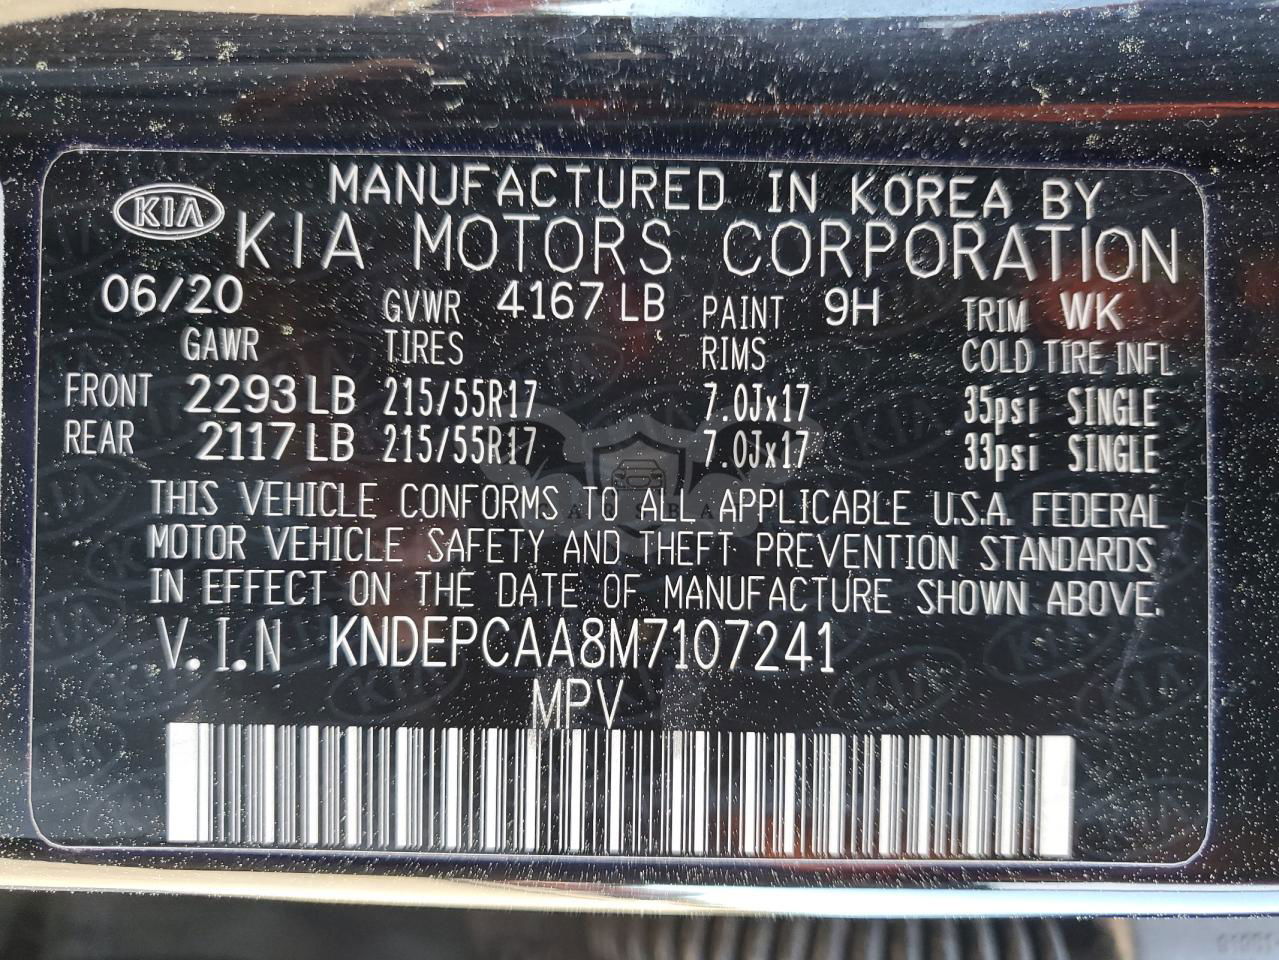 MANUFACTURED IN KOREA BY
KIA
KIA MOTORS CORPORATION
06/20 GVWR 4167 LB PAINT 9H TRIM WK
GAWR TIRES RIMS COLD TIRE INFL
FRONT 2293 LB 215/55R17 7.0Jx17 35psi SINGLE
REAR 2117 LB 215/55R17 7.0Jx17 33psi SINGLE
THIS VEHICLE CONFORMS TO ALL APPLICABLE U.S.A. FEDERAL
MOTOR VEHICLE SAFETY AND THEFT PREVENTION STANDARDS
IN EFFECT ON THE DATE OF MANUFACTURE SHOWN ABOVE.
V.I.N KNDEPCAA8M7107241
MPV